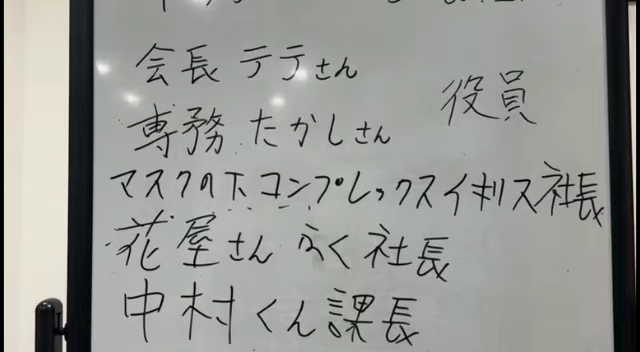 会長 テテさん
役員
専務 たかしさん
マスクの下コンプレックスイギリス社長
花屋さん ふく社長
中村くん課長